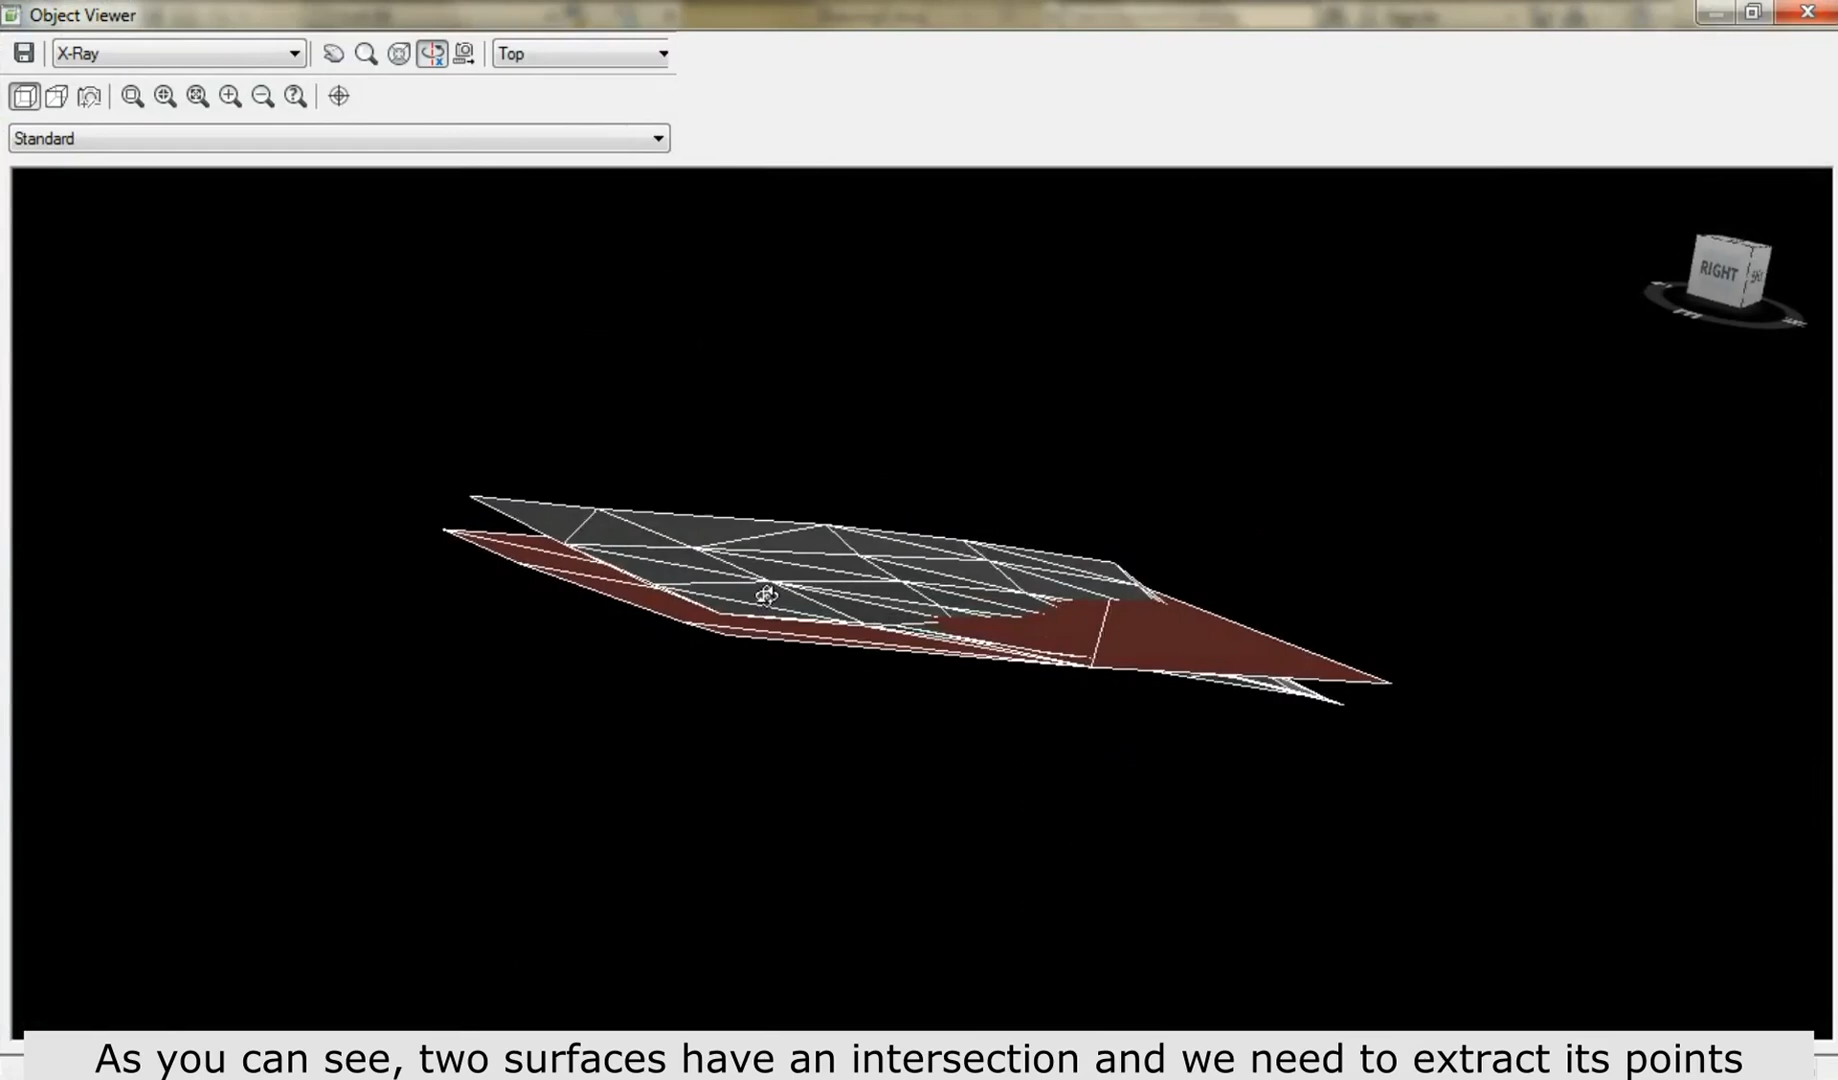 Object Viewer
X-Ray
Top
Standard
RIGHT
As you can see, two surfaces have an intersection and we need to extract its points